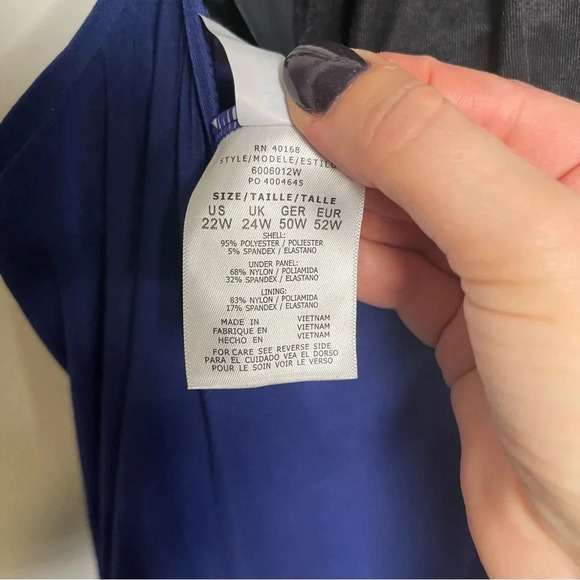 RN 40168
STYLE/MODELE/ESTILO
6006012W
PO 4004645
SIZE/TAILLE/TALLE
US UK GER EUR
22W 24W 50W 52W
SHELL:
95% POLYESTER / POLIESTER
5% SPANDEX / ELASTANO
UNDER PANEL:
68% NYLON / POLIAMIDA
32% SPANDEX / ELASTANO
LINING:
83% NYLON / POLIAMIDA
17% SPANDEX / ELASTANO
MADE IN VIETNAM
FABRIQUE EN VIETNAM
HECHO EN VIETNAM
FOR CARE SEE REVERSE SIDE
PARA EL CUIDADO VEA EL DORSO
POUR LE SOIN VOIR LE VERSO